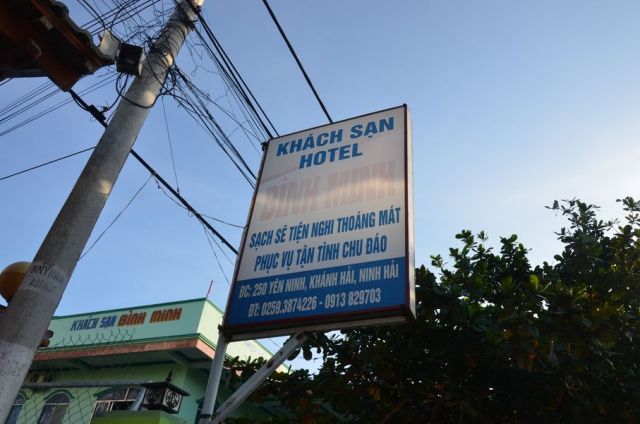 KHÁCH SẠN
HOTEL
BÌNH MINH
SẠCH SẼ TIỆN NGHI THOÁNG MÁT
PHỤC VỤ TẬN TÌNH CHU ĐÁO
ĐC: 250 YÊN NINH, KHÁNH HẢI, NINH HẢI
ĐT: 0259.3874226 - 0913 829703
KHÁCH SẠN BÌNH MINH